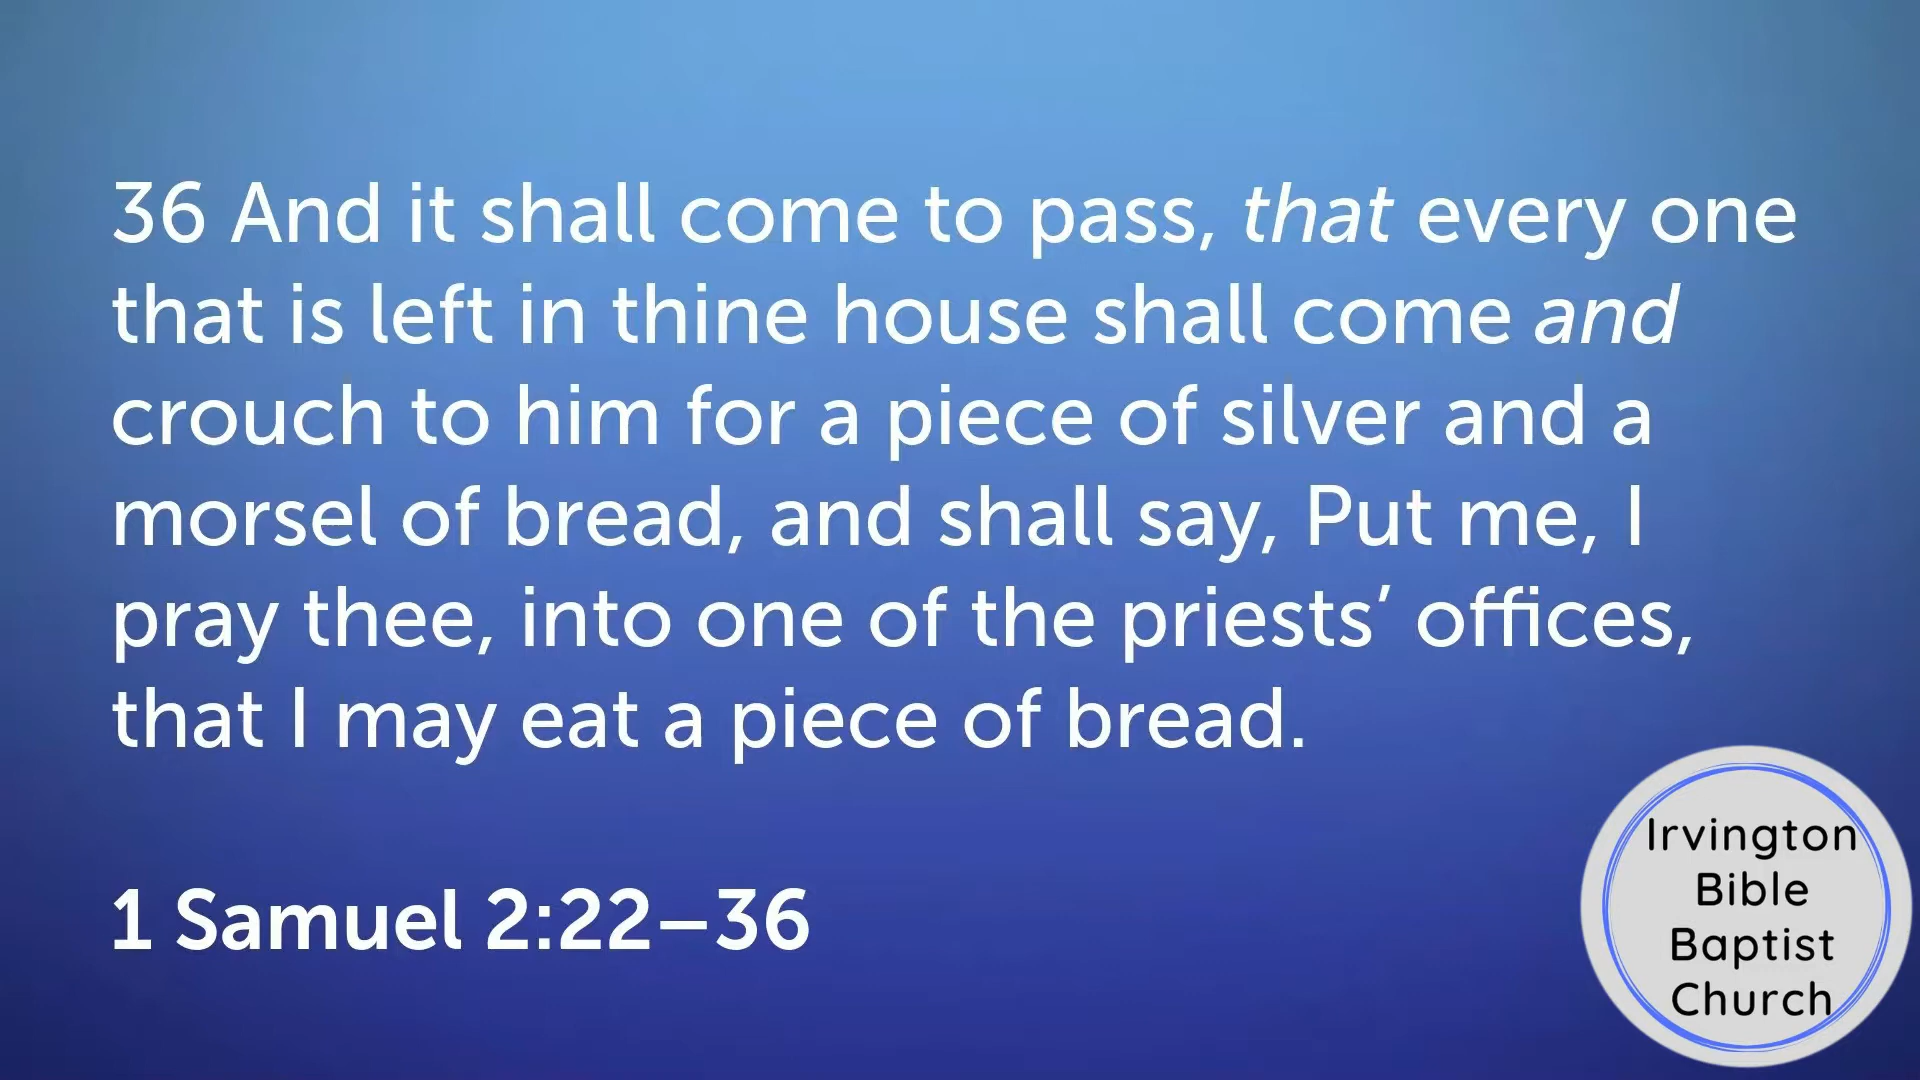 36 And it shall come to pass, that every one
that is left in thine house shall come and
crouch to him for a piece of silver and a
morsel of bread, and shall say, Put me, I
pray thee, into one of the priests’ offices,
that I may eat a piece of bread.
1 Samuel 2:22–36
Irvington
Bible
Baptist
Church